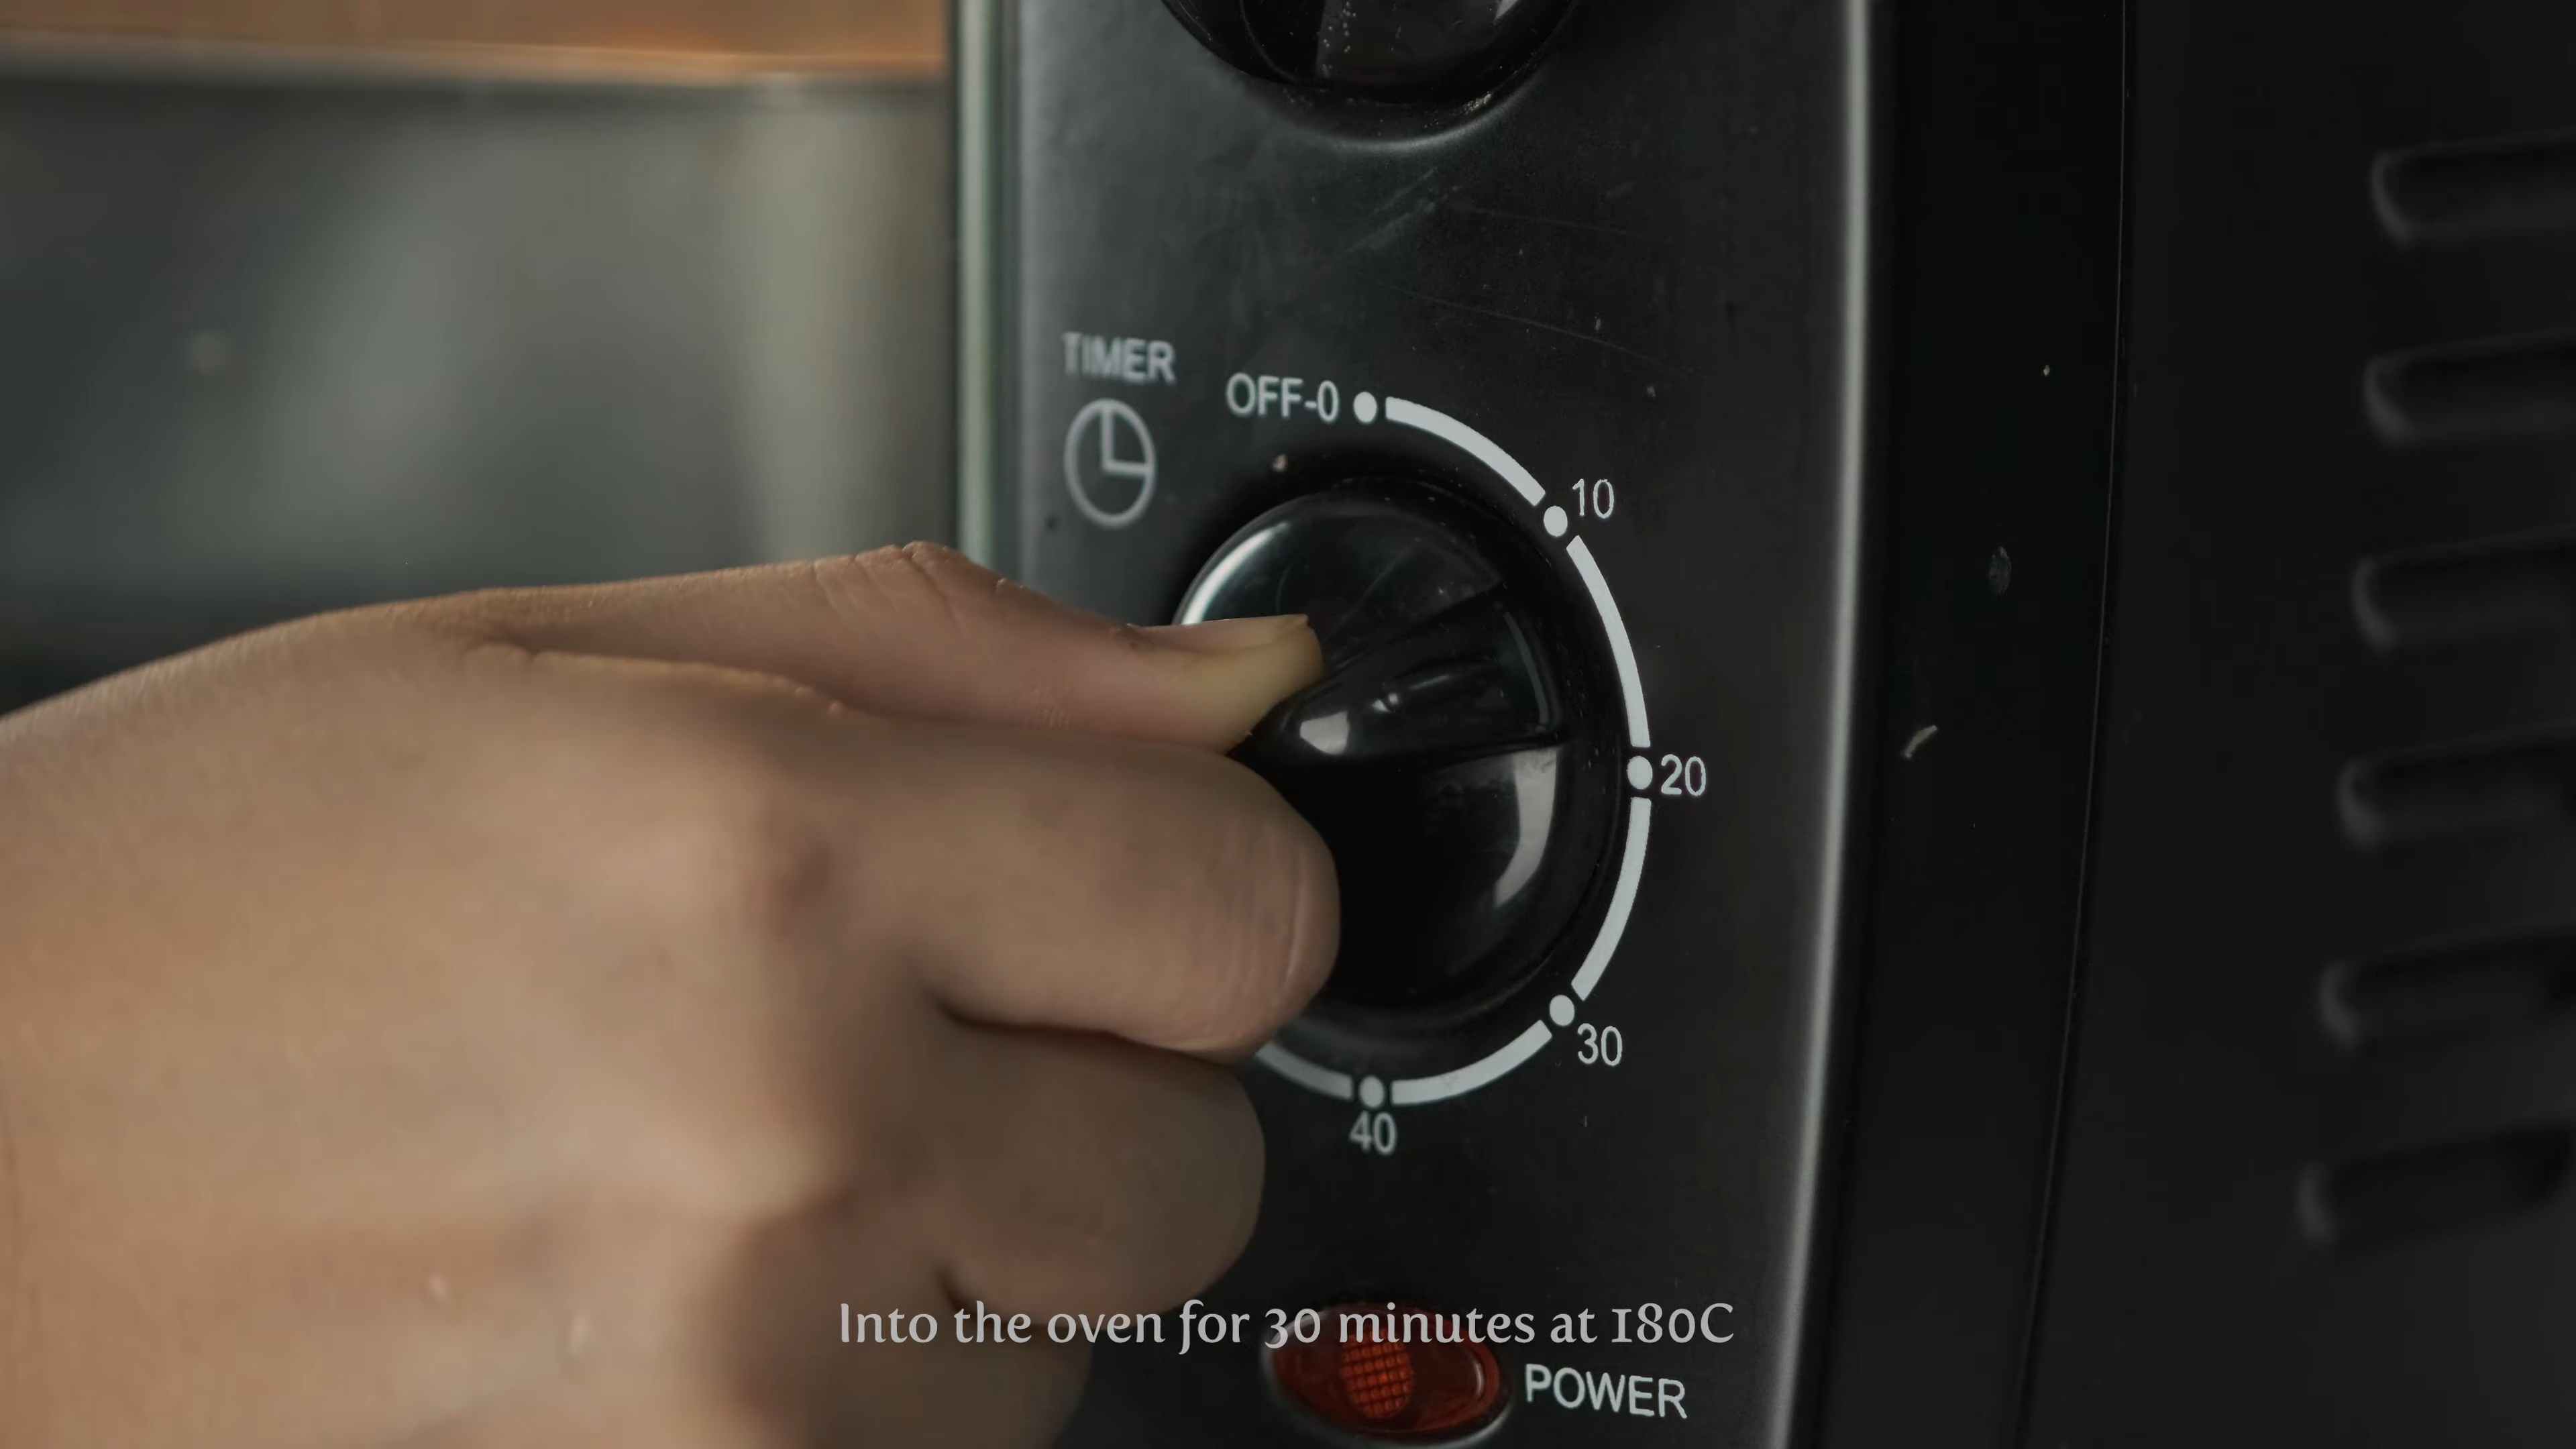 TIMER
OFF-0
10
20
30
40
Into the oven for 30 minutes at 180C
POWER